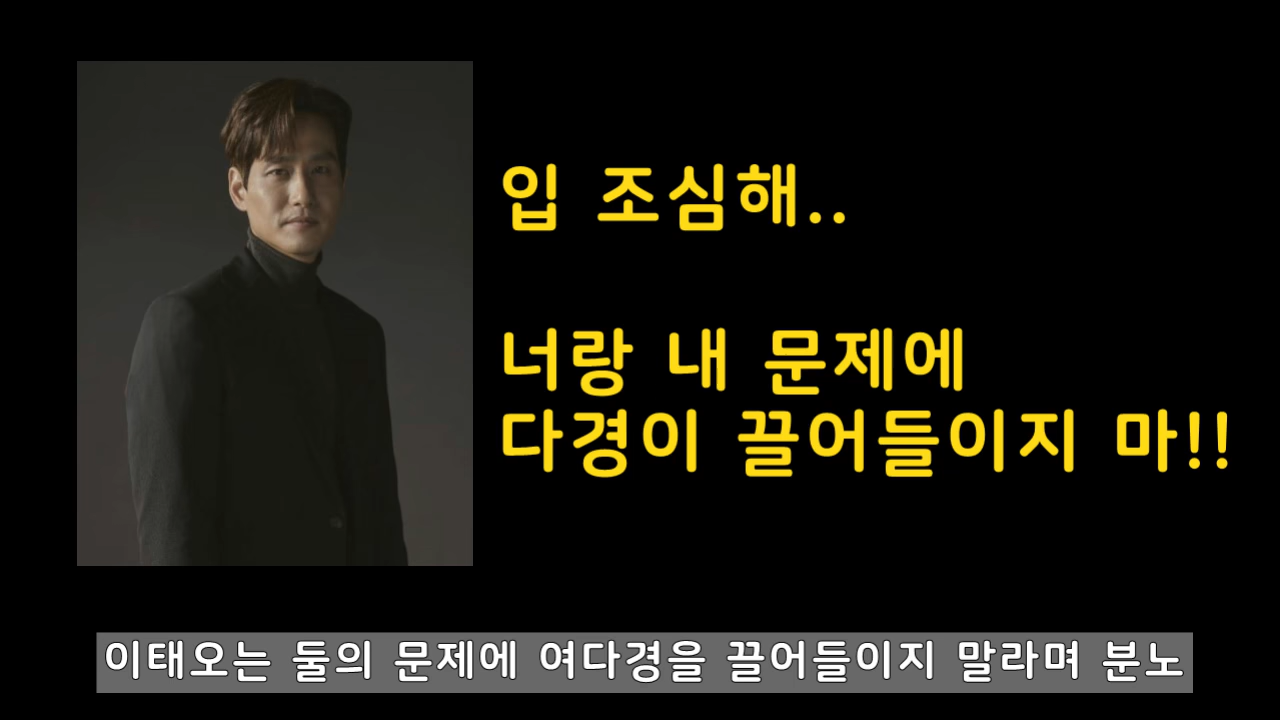 입 조심해..
너랑 내 문제에
다경이 끌어들이지 마!!
이태오는 둘의 문제에 여다경을 끌어들이지 말라며 분노